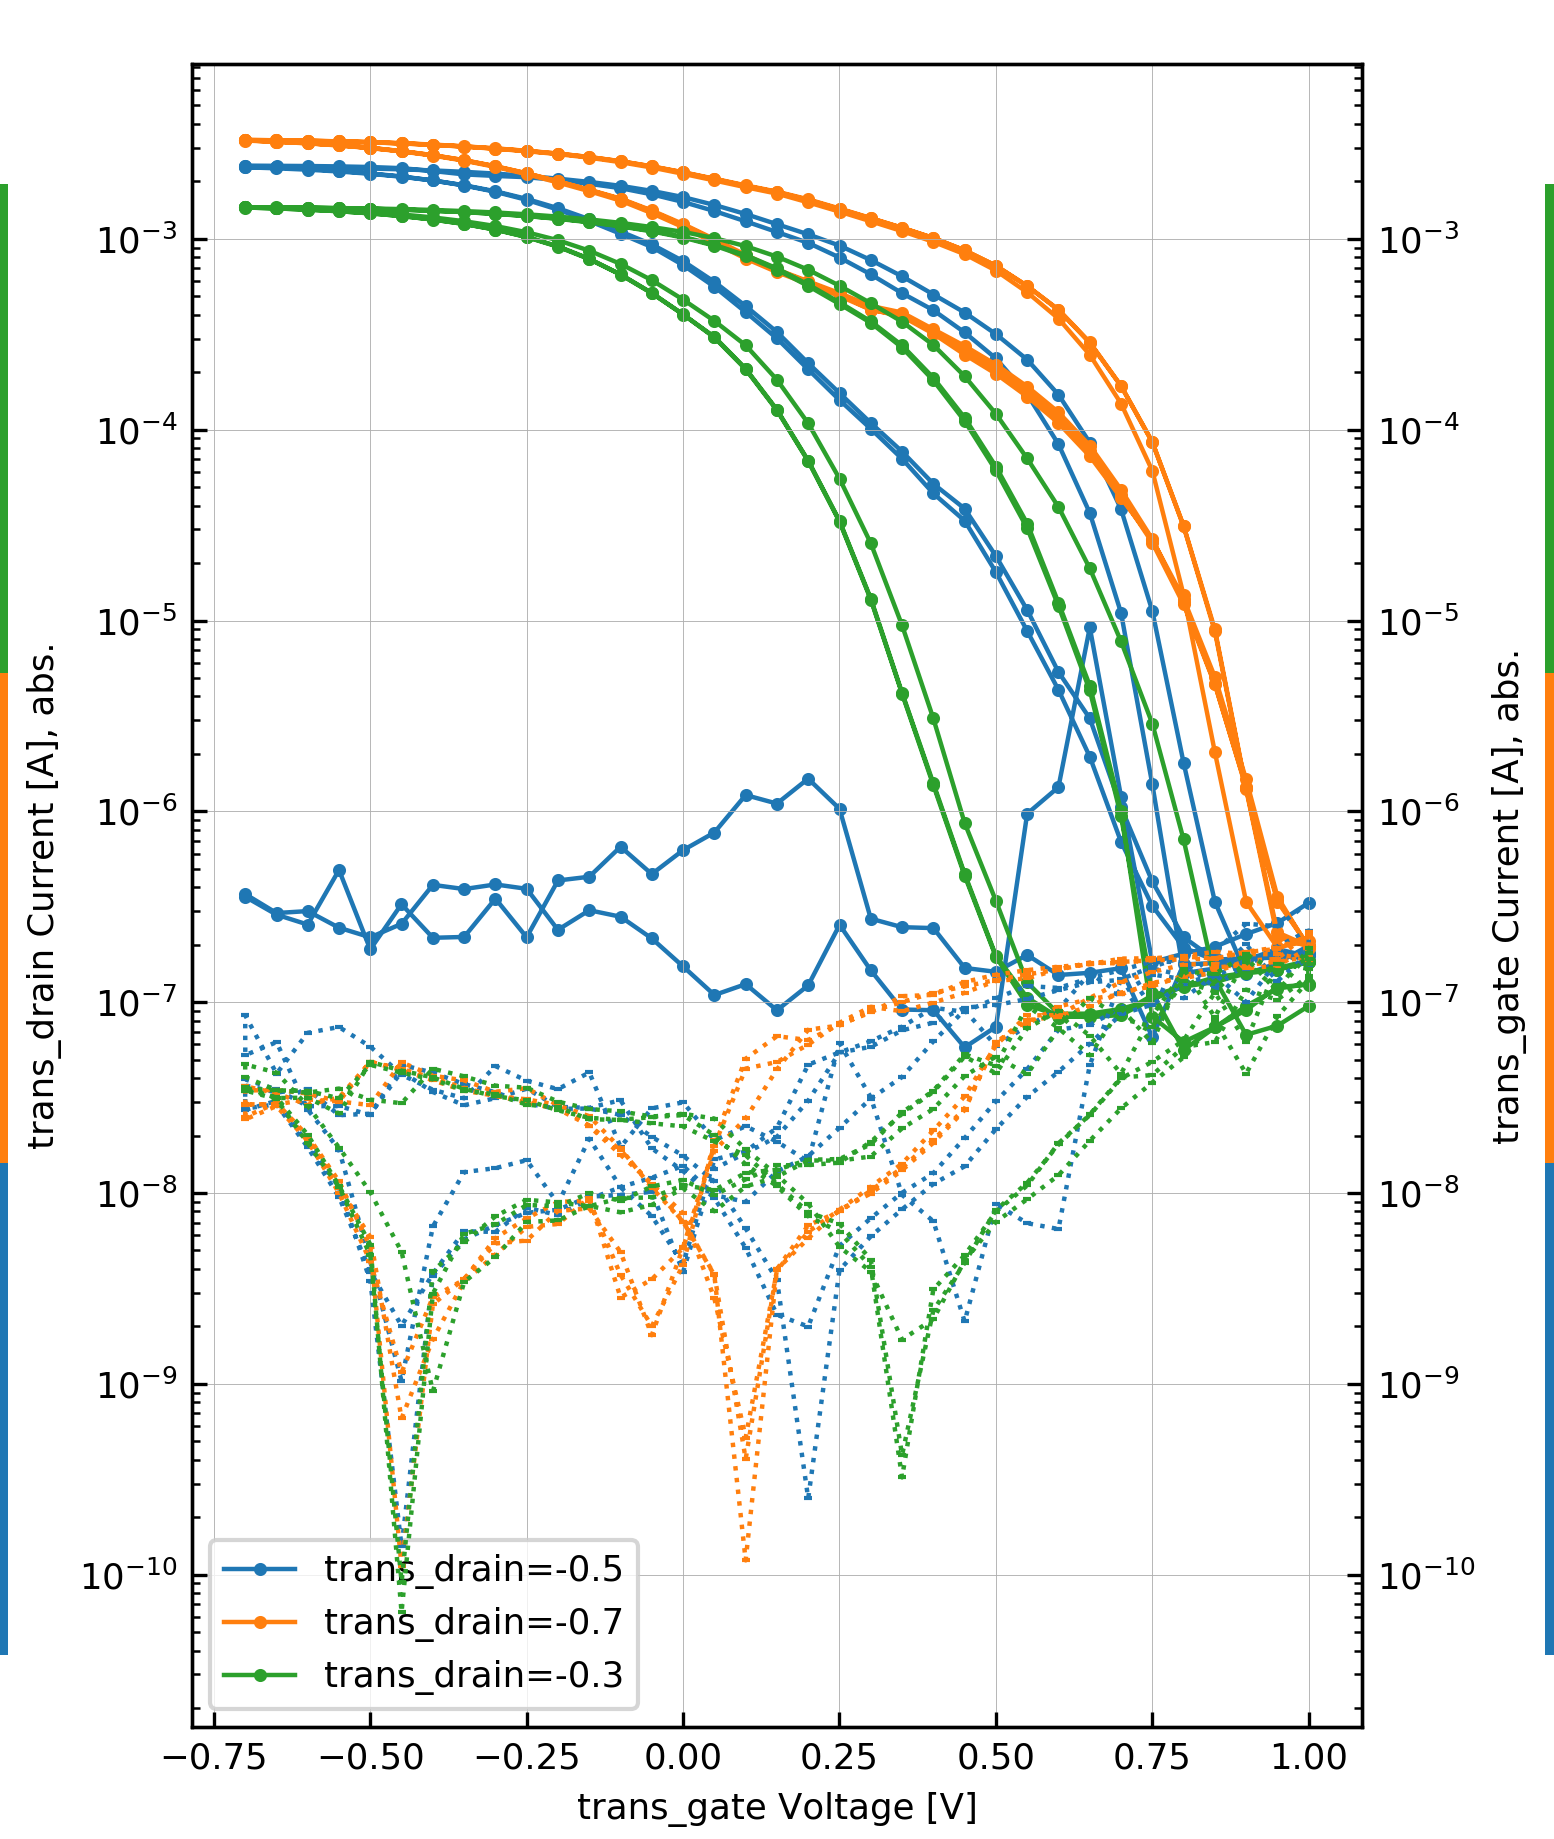 10⁻³
10⁻⁴
10⁻⁵
10⁻⁶
10⁻⁷
10⁻⁸
10⁻⁹
10⁻¹⁰
trans_drain Current [A], abs.
10⁻³
10⁻⁴
10⁻⁵
10⁻⁶
10⁻⁷
10⁻⁸
10⁻⁹
10⁻¹⁰
trans_gate Current [A], abs.
trans_drain=-0.5
trans_drain=-0.7
trans_drain=-0.3
−0.75 −0.50 −0.25 0.00 0.25 0.50 0.75 1.00
trans_gate Voltage [V]